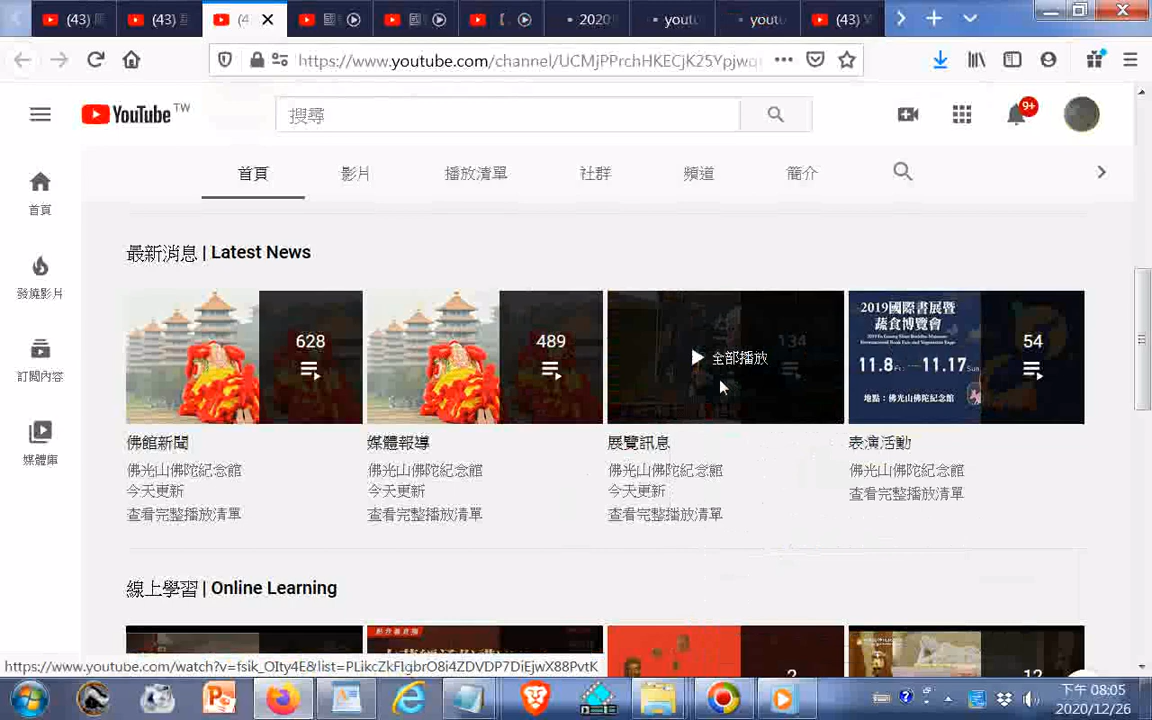 (43)
(43)
(4
2020
yout
yout
(43)
https://www.youtube.com/channel/UCMjPPrchHKECjK25Ypjwq
YouTube TW
搜尋
9+
首頁
影片
播放清單
社群
頻道
簡介
首頁
發燒影片
訂閱內容
媒體庫
最新消息 | Latest News
628
489
134
全部播放
2019國際書展暨
蔬食博覽會
11.8 Fri. 11.17 Sun.
地點：佛光山佛陀紀念館
54
佛館新聞
佛光山佛陀紀念館
今天更新
查看完整播放清單
媒體報導
佛光山佛陀紀念館
今天更新
查看完整播放清單
展覽訊息
佛光山佛陀紀念館
今天更新
查看完整播放清單
表演活動
佛光山佛陀紀念館
查看完整播放清單
線上學習 | Online Learning
2
12
https://www.youtube.com/watch?v=fsik_OIty4E&list=PLikcZkFIgbrO8i4ZDVDP7DiEjwX88PvtK
下午 08:05
2020/12/26